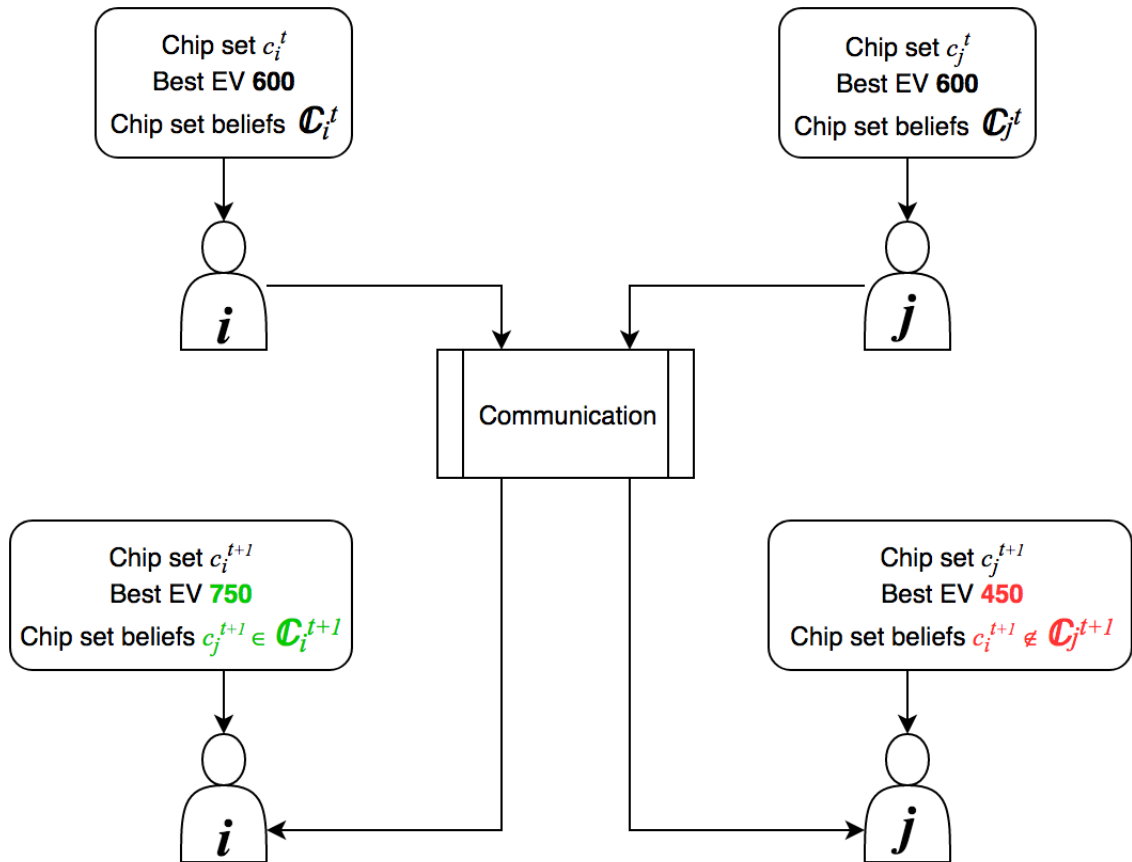 Chip set c_i^t
Best EV 600
Chip set beliefs ℂ_i^t
Chip set c_j^t
Best EV 600
Chip set beliefs ℂ_j^t
i
j
Communication
Chip set c_i^{t+1}
Best EV 750
Chip set beliefs c_j^{t+1} ∈ ℂ_i^{t+1}
Chip set c_j^{t+1}
Best EV 450
Chip set beliefs c_i^{t+1} ∉ ℂ_j^{t+1}
i
j